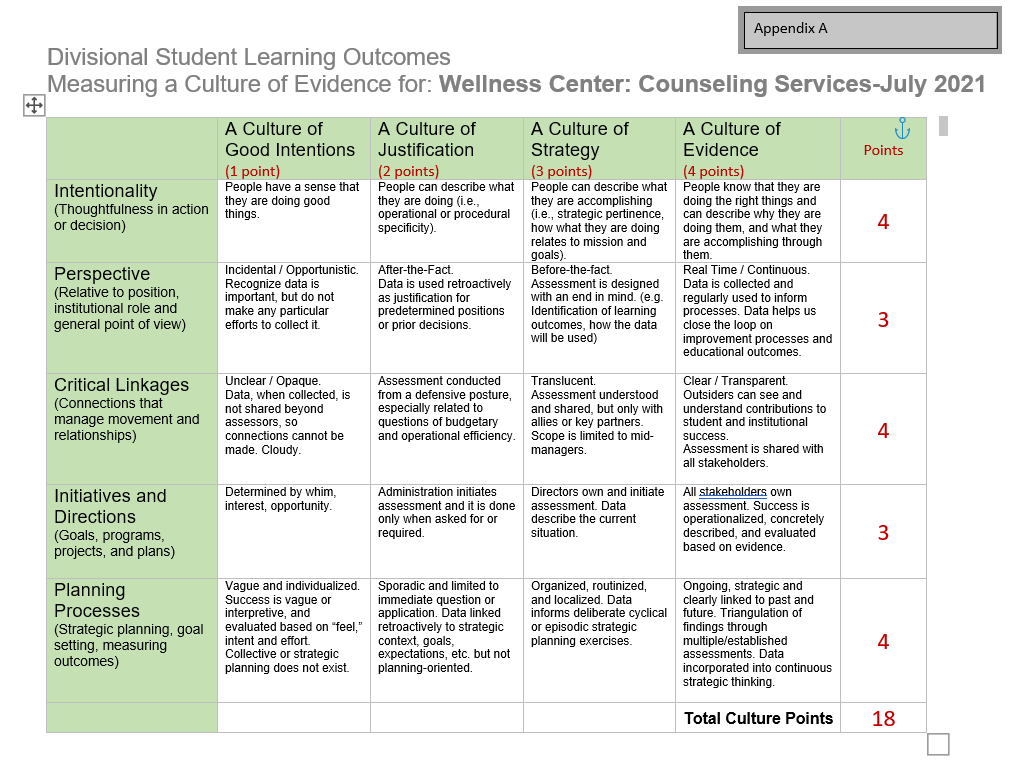 Appendix A
Divisional Student Learning Outcomes
Measuring a Culture of Evidence for: Wellness Center: Counseling Services-July 2021
A Culture of
Good Intentions
(1 point)
A Culture of
Justification
(2 points)
A Culture of
Strategy
(3 points)
A Culture of
Evidence
(4 points)
Points
Intentionality
(Thoughtfulness in action
or decision)
People have a sense that
they are doing good
things.
People can describe what
they are doing (i.e.,
operational or procedural
specificity).
People can describe what
they are accomplishing
(i.e., strategic pertinence,
how what they are doing
relates to mission and
goals).
People know that they are
doing the right things and
can describe why they are
doing them, and what they
are accomplishing through
them.
4
Perspective
(Relative to position,
institutional role and
general point of view)
Incidental / Opportunistic.
Recognize data is
important, but do not
make any particular
efforts to collect it.
After-the-Fact.
Data is used retroactively
as justification for
predetermined positions
or prior decisions.
Before-the-fact.
Assessment is designed
with an end in mind. (e.g.
Identification of learning
outcomes, how the data
will be used)
Real Time / Continuous.
Data is collected and
regularly used to inform
processes. Data helps us
close the loop on
improvement processes and
educational outcomes.
3
Critical Linkages
(Connections that
manage movement and
relationships)
Unclear / Opaque.
Data, when collected, is
not shared beyond
assessors, so
connections cannot be
made. Cloudy.
Assessment conducted
from a defensive posture,
especially related to
questions of budgetary
and operational efficiency.
Translucent.
Assessment understood
and shared, but only with
allies or key partners.
Scope is limited to mid-
managers.
Clear / Transparent.
Outsiders can see and
understand contributions to
student and institutional
success.
Assessment is shared with
all stakeholders.
4
Initiatives and
Directions
(Goals, programs,
projects, and plans)
Determined by whim,
interest, opportunity.
Administration initiates
assessment and it is done
only when asked for or
required.
Directors own and initiate
assessment. Data
describe the current
situation.
All stakeholders own
assessment. Success is
operationalized, concretely
described, and evaluated
based on evidence.
3
Planning
Processes
(Strategic planning, goal
setting, measuring
outcomes)
Vague and individualized.
Success is vague or
interpretive, and
evaluated based on “feel,”
intent and effort.
Collective or strategic
planning does not exist.
Sporadic and limited to
immediate question or
application. Data linked
retroactively to strategic
context, goals,
expectations, etc. but not
planning-oriented.
Organized, routinized,
and localized. Data
informs deliberate cyclical
or episodic strategic
planning exercises.
Ongoing, strategic and
clearly linked to past and
future. Triangulation of
findings through
multiple/established
assessments. Data
incorporated into continuous
strategic thinking.
4
Total Culture Points
18